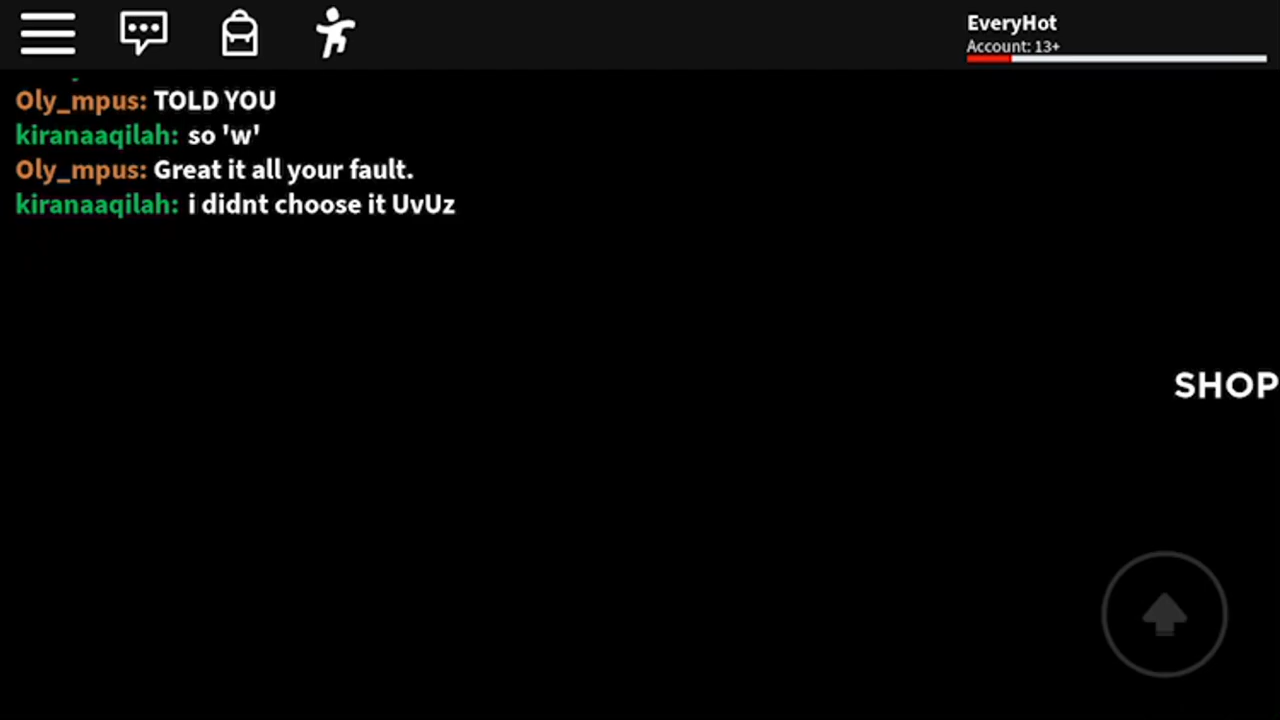 EveryHot
Account: 13+
Oly_mpus: TOLD YOU
kiranaaqilah: so 'w'
Oly_mpus: Great it all your fault.
kiranaaqilah: i didnt choose it UvUz
SHOP